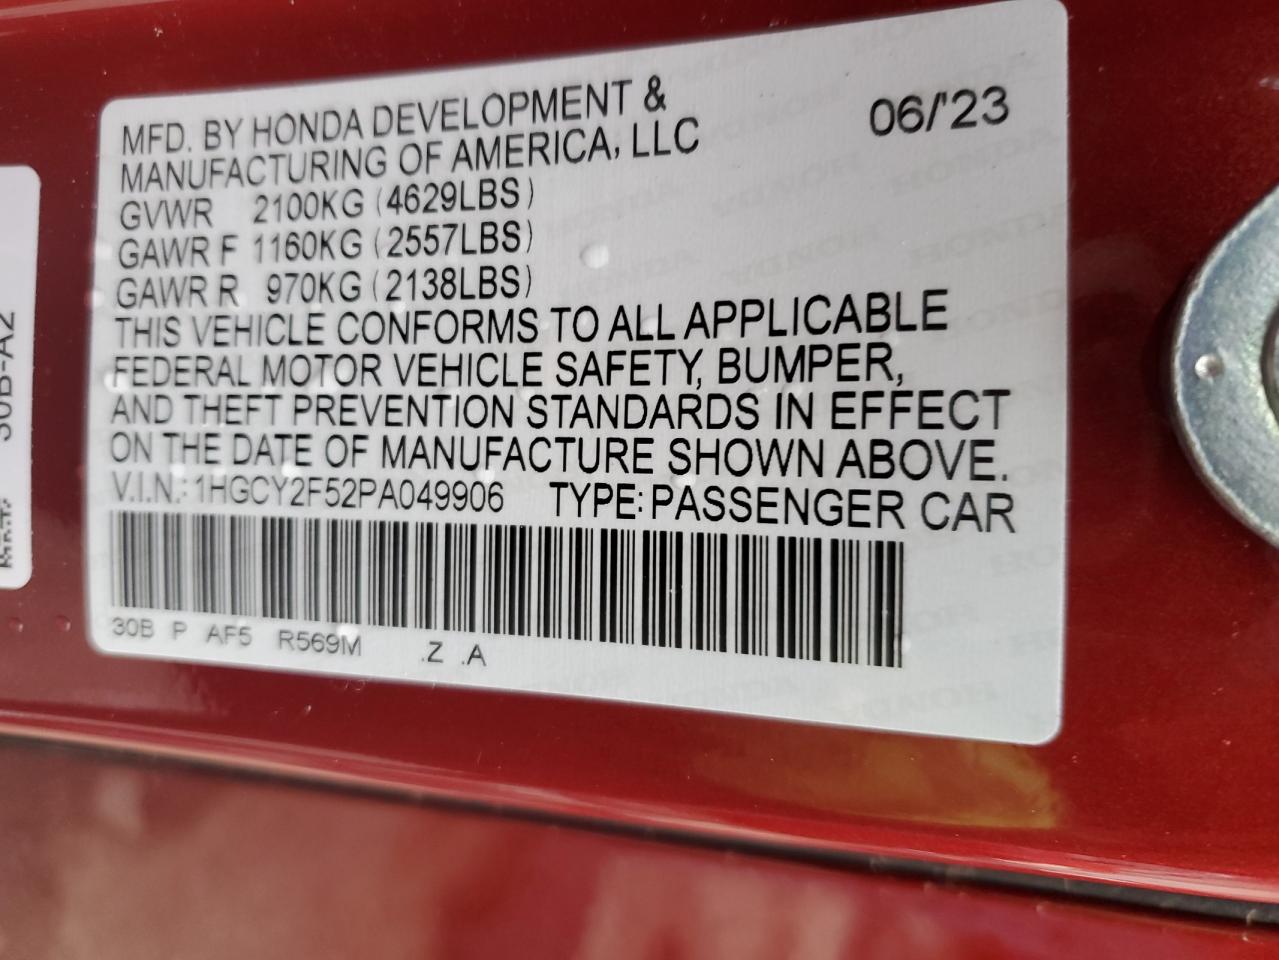 MFD. BY HONDA DEVELOPMENT &
MANUFACTURING OF AMERICA, LLC
06/'23
GVWR 2100KG (4629LBS)
GAWR F 1160KG (2557LBS)
GAWR R 970KG (2138LBS)
THIS VEHICLE CONFORMS TO ALL APPLICABLE
FEDERAL MOTOR VEHICLE SAFETY, BUMPER,
AND THEFT PREVENTION STANDARDS IN EFFECT
ON THE DATE OF MANUFACTURE SHOWN ABOVE.
V.I.N.: 1HGCY2F52PA049906 TYPE: PASSENGER CAR
30B P AF5 R569M .Z .A
30B-A2